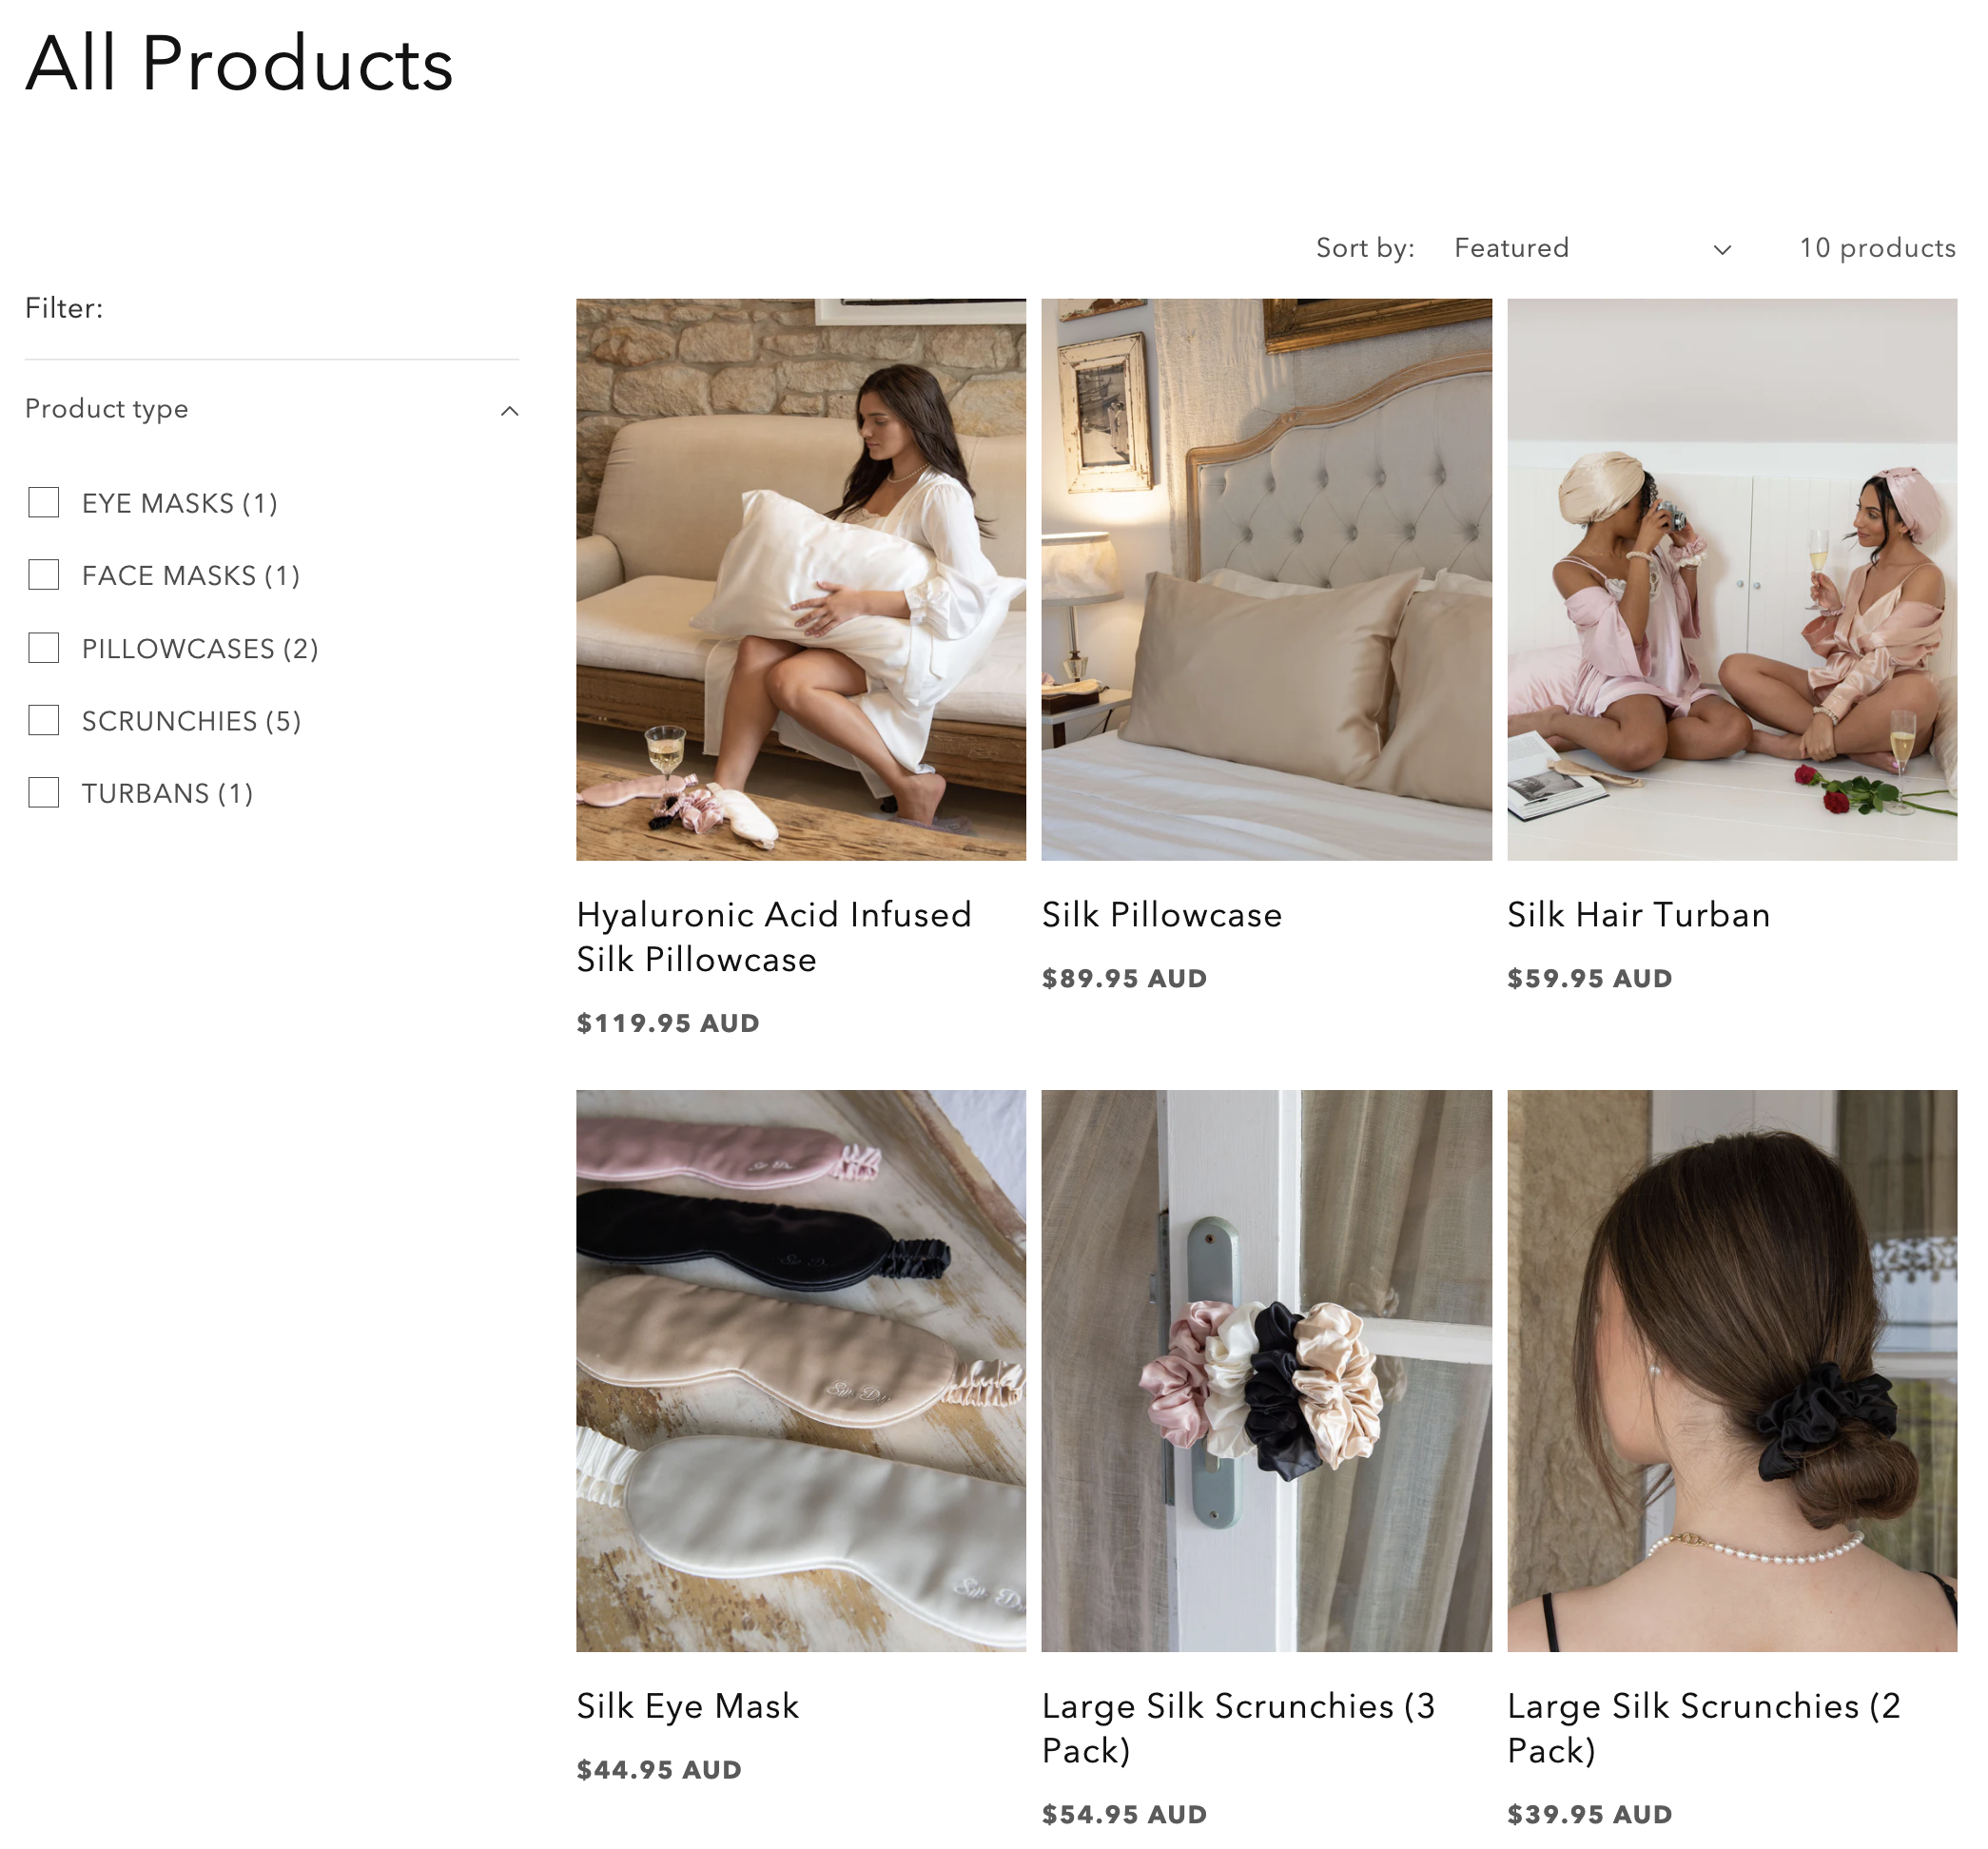 All Products
Sort by:
Featured
10 products
Filter:
Product type
EYE MASKS (1)
FACE MASKS (1)
PILLOWCASES (2)
SCRUNCHIES (5)
TURBANS (1)
Hyaluronic Acid Infused
Silk Pillowcase
$119.95 AUD
Silk Pillowcase
$89.95 AUD
Silk Hair Turban
$59.95 AUD
Silk Eye Mask
$44.95 AUD
Large Silk Scrunchies (3
Pack)
$54.95 AUD
Large Silk Scrunchies (2
Pack)
$39.95 AUD